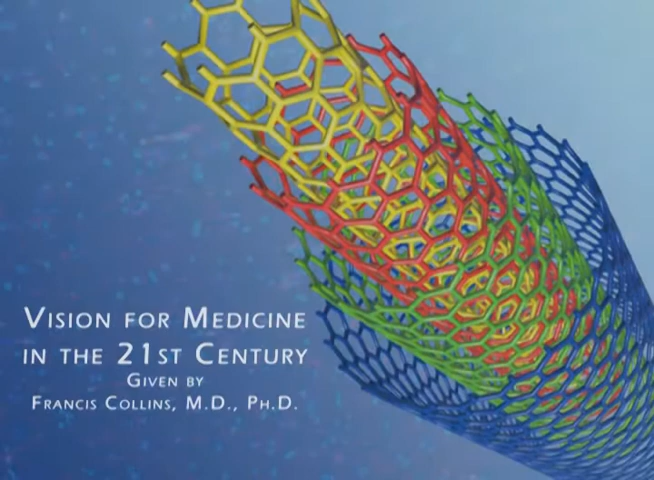 Vision for Medicine
in the 21st Century
Given by
Francis Collins, M.D., Ph.D.